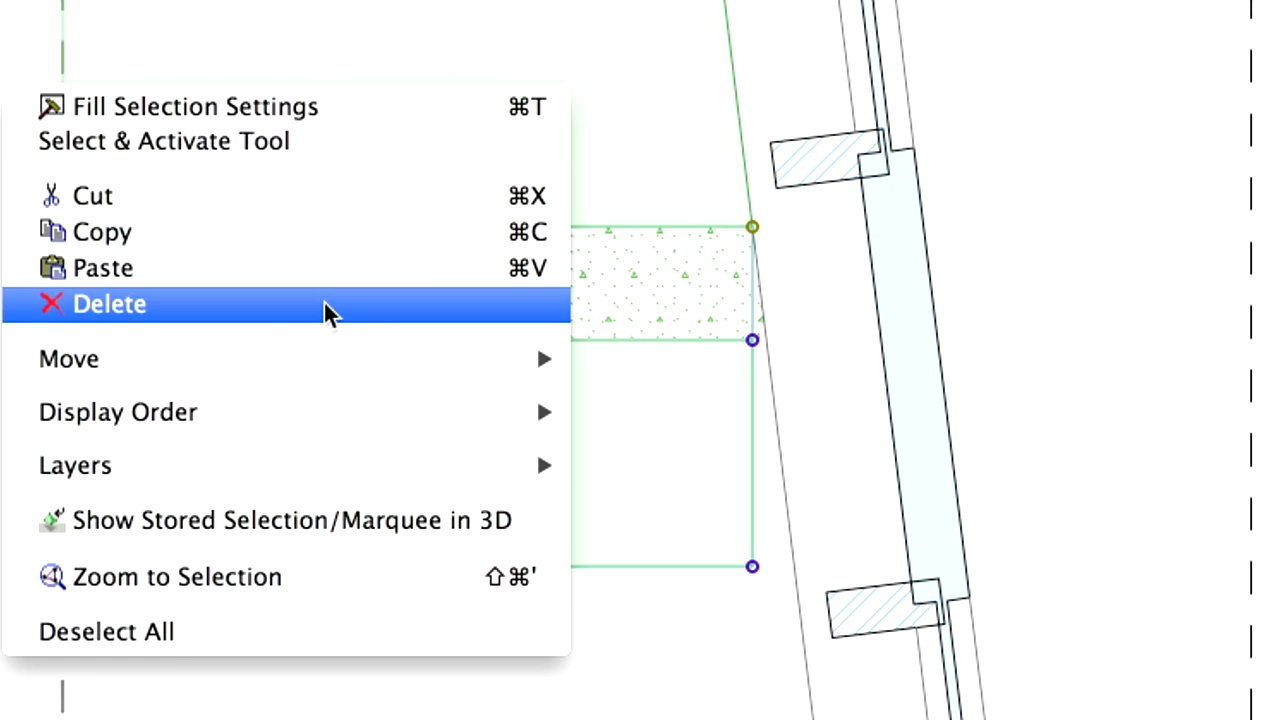 Fill Selection Settings ⌘T
Select & Activate Tool
Cut ⌘X
Copy ⌘C
Paste ⌘V
Delete
Move
Display Order
Layers
Show Stored Selection/Marquee in 3D
Zoom to Selection ⇧⌘'
Deselect All